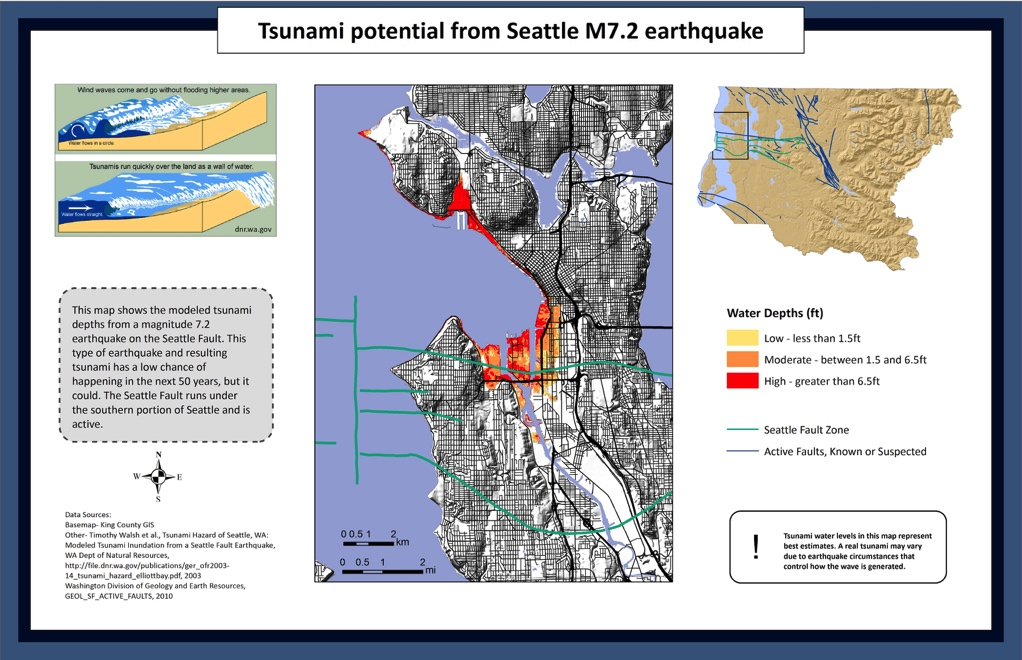 Tsunami potential from Seattle M7.2 earthquake
Wind waves come and go without flooding higher areas.
Water flows in a circle
Tsunamis run quickly over the land as a wall of water.
Water flows straight
dnr.wa.gov
This map shows the modeled tsunami
depths from a magnitude 7.2
earthquake on the Seattle Fault. This
type of earthquake and resulting
tsunami has a low chance of
happening in the next 50 years, but it
could. The Seattle Fault runs under
the southern portion of Seattle and is
active.
N
W E
S
Data Sources:
Basemap- King County GIS
Other- Timothy Walsh et al., Tsunami Hazard of Seattle, WA:
Modeled Tsunami Inundation from a Seattle Fault Earthquake,
WA Dept of Natural Resources,
http://file.dnr.wa.gov/publications/ger_ofr2003-
14_tsunami_hazard_elliottbay.pdf, 2003
Washington Division of Geology and Earth Resources,
GEOL_SF_ACTIVE_FAULTS, 2010
0 0.5 1 2
km
0 0.5 1 2
mi
Water Depths (ft)
Low - less than 1.5ft
Moderate - between 1.5 and 6.5ft
High - greater than 6.5ft
Seattle Fault Zone
Active Faults, Known or Suspected
!
Tsunami water levels in this map represent
best estimates. A real tsunami may vary
due to earthquake circumstances that
control how the wave is generated.